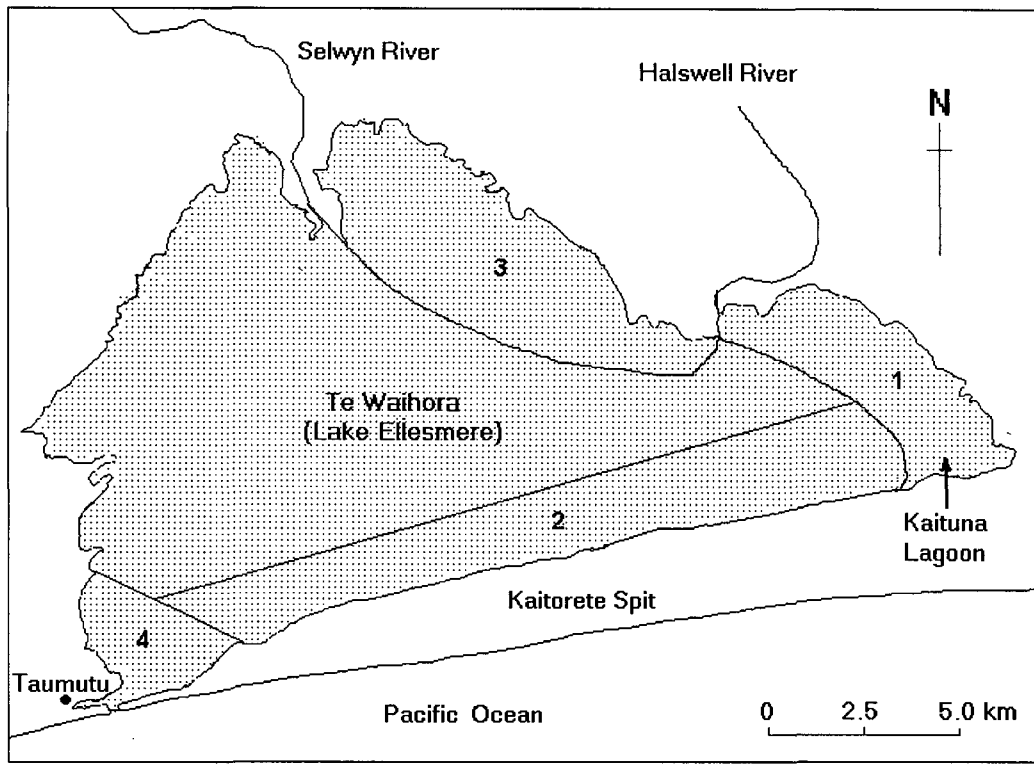 Selwyn River
Halswell River
N
3
1
Te Waihora
(Lake Ellesmere)
2
Kaituna
Lagoon
Kaitorete Spit
4
Taumutu
Pacific Ocean
0 2.5 5.0 km